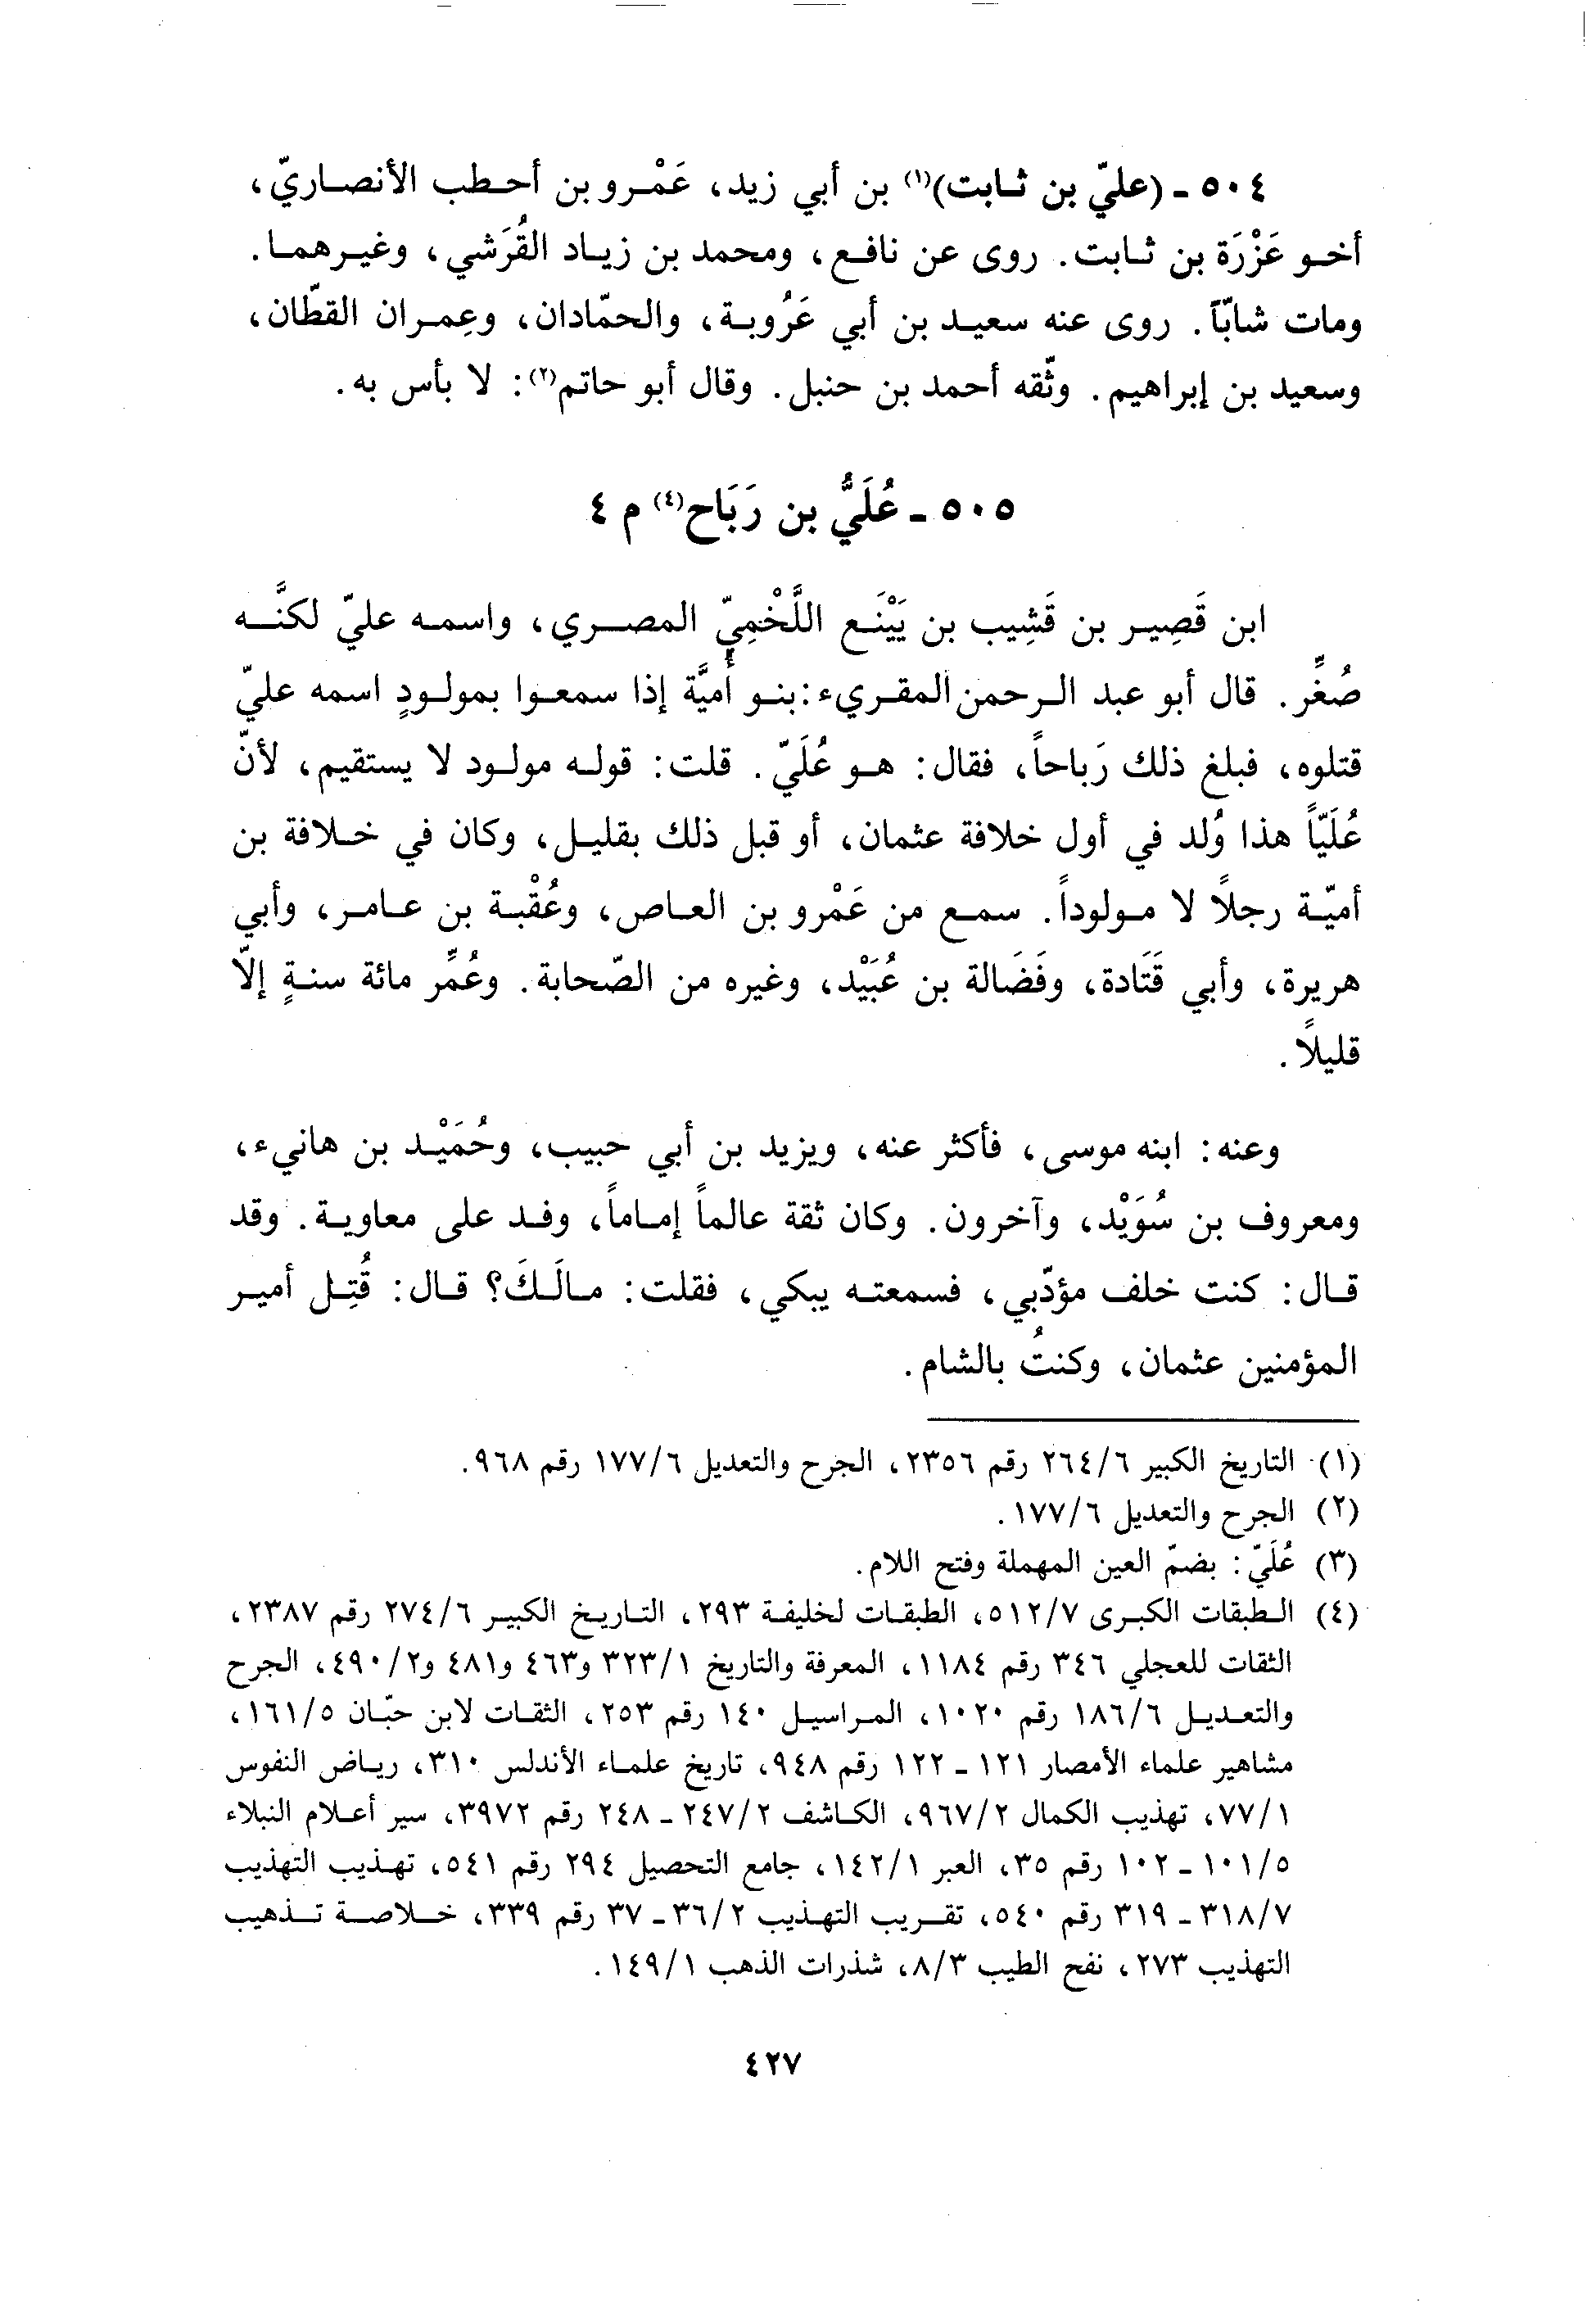 ٥٠٤ - (عليّ بن ثابت)(١) بن أبي زيد، عَمْرو بن أحطب الأنصاريّ،
أخو عَزْرَة بن ثابت. روى عن نافع، ومحمد بن زياد القُرَشي، وغيرهما.
ومات شابّاً. روى عنه سعيد بن أبي عَرُوبة، والحمّادان، وعِمران القطّان،
وسعيد بن إبراهيم. وثّقه أحمد بن حنبل. وقال أبو حاتم(٢): لا بأس به.
٥٠٥ - عُلَيُّ بن رَبَاح(٤) م ٤
ابن قَصِير بن قَشِيب بن يَيْنَع اللَّخْمِيّ المصري، واسمه عليّ لكنَّه
صُغِّر. قال أبو عبد الرحمن المقريء: بنو أُميَّة إذا سمعوا بمولودٍ اسمه عليّ
قتلوه، فبلغ ذلك رَباحاً، فقال: هو عُلَيّ. قلت: قوله مولود لا يستقيم، لأنّ
عُلَيّاً هذا وُلد في أول خلافة عثمان، أو قبل ذلك بقليل، وكان في خلافة بن
أميّة رجلاً لا مولوداً. سمع من عَمْرو بن العاص، وعُقْبة بن عامر، وأبي
هريرة، وأبي قَتَادة، وفَضَالة بن عُبَيْد، وغيره من الصّحابة. وعُمِّر مائة سنةٍ إلاّ
قليلاً.
وعنه: ابنه موسى، فأكثر عنه، ويزيد بن أبي حبيب، وحُمَيْد بن هانيء،
ومعروف بن سُوَيْد، وآخرون. وكان ثقة عالماً إماماً، وفد على معاوية. وقد
قال: كنت خلف مؤدّبي، فسمعته يبكي، فقلت: مالَكَ؟ قال: قُتِل أمير
المؤمنين عثمان، وكنتُ بالشام.
(١) التاريخ الكبير ٢٦٤/٦ رقم ٢٣٥٦، الجرح والتعديل ١٧٧/٦ رقم ٩٦٨.
(٢) الجرح والتعديل ١٧٧/٦.
(٣) عُلَيّ: بضمّ العين المهملة وفتح اللام.
(٤) الطبقات الكبرى ٥١٢/٧، الطبقات لخليفة ٢٩٣، التاريخ الكبير ٢٧٤/٦ رقم ٢٣٨٧،
الثقات للعجلي ٣٤٦ رقم ١١٨٤، المعرفة والتاريخ ٣٢٣/١ و٤٦٣ و٤٨١ و٤٩٠/٢، الجرح
والتعديل ١٨٦/٦ رقم ١٠٢٠، المراسيل ١٤٠ رقم ٢٥٣، الثقات لابن حبّان ١٦١/٥،
مشاهير علماء الأمصار ١٢١ - ١٢٢ رقم ٩٤٨، تاريخ علماء الأندلس ٣١٠، رياض النفوس
٧٧/١، تهذيب الكمال ٩٦٧/٢، الكاشف ٢٤٧/٢ - ٢٤٨ رقم ٣٩٧٢، سير أعلام النبلاء
١٠١/٥ - ١٠٢ رقم ٣٥، العبر ١٤٢/١، جامع التحصيل ٢٩٤ رقم ٥٤١، تهذيب التهذيب
٣١٨/٧ - ٣١٩ رقم ٥٤٠، تقريب التهذيب ٣٦/٢ - ٣٧ رقم ٣٣٩، خلاصة تذهيب
التهذيب ٢٧٣، نفح الطيب ٨/٣، شذرات الذهب ١٤٩/١.
٤٢٧